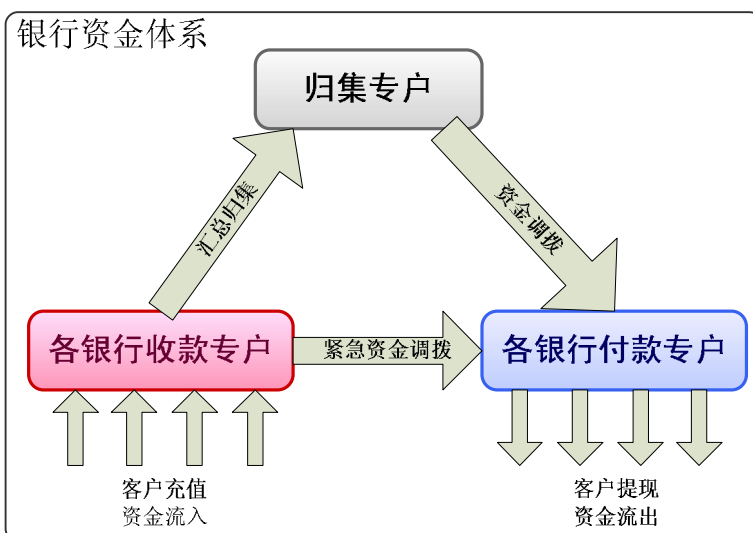 银行资金体系
归集专户
汇总归集
资金调拨
各银行收款专户
紧急资金调拨
各银行付款专户
客户充值
资金流入
客户提现
资金流出